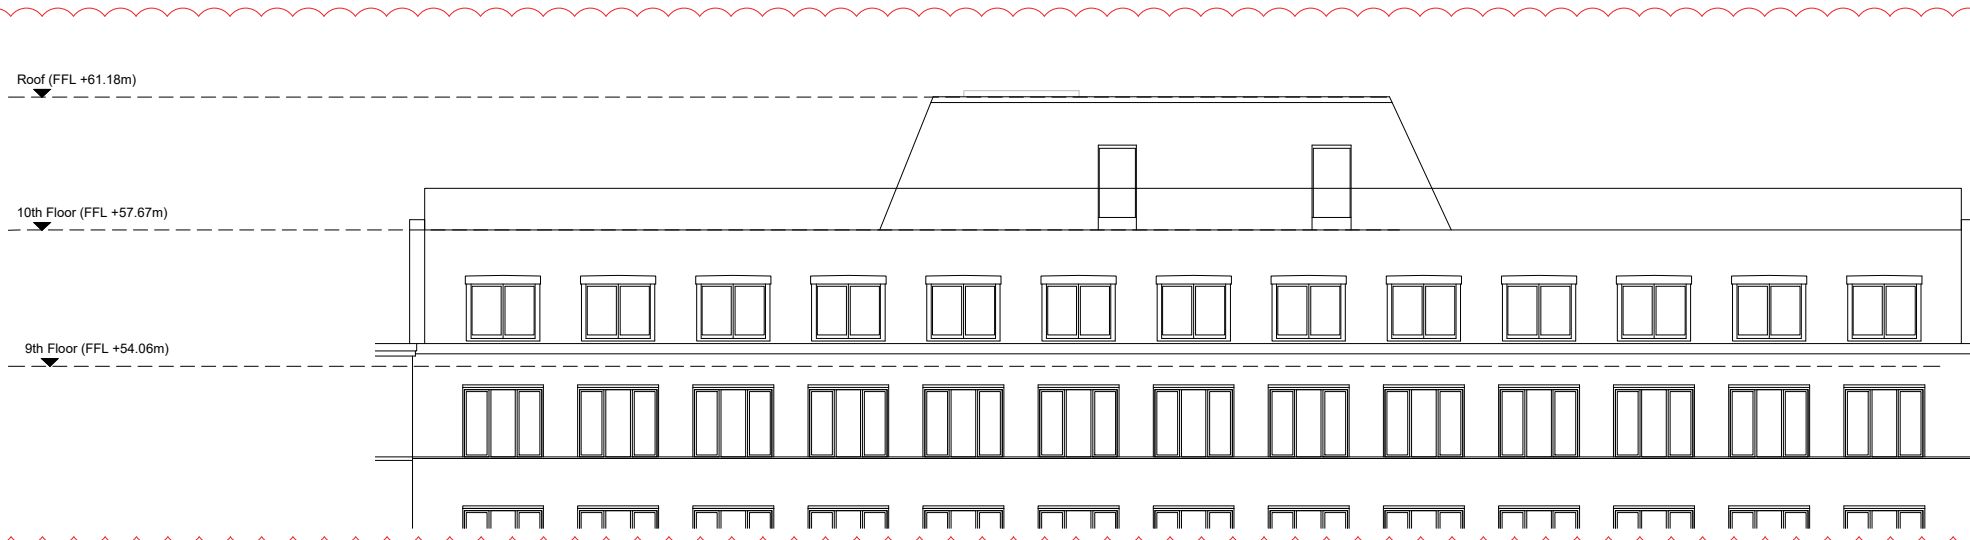 Roof (FFL +61.18m)
10th Floor (FFL +57.67m)
9th Floor (FFL +54.06m)